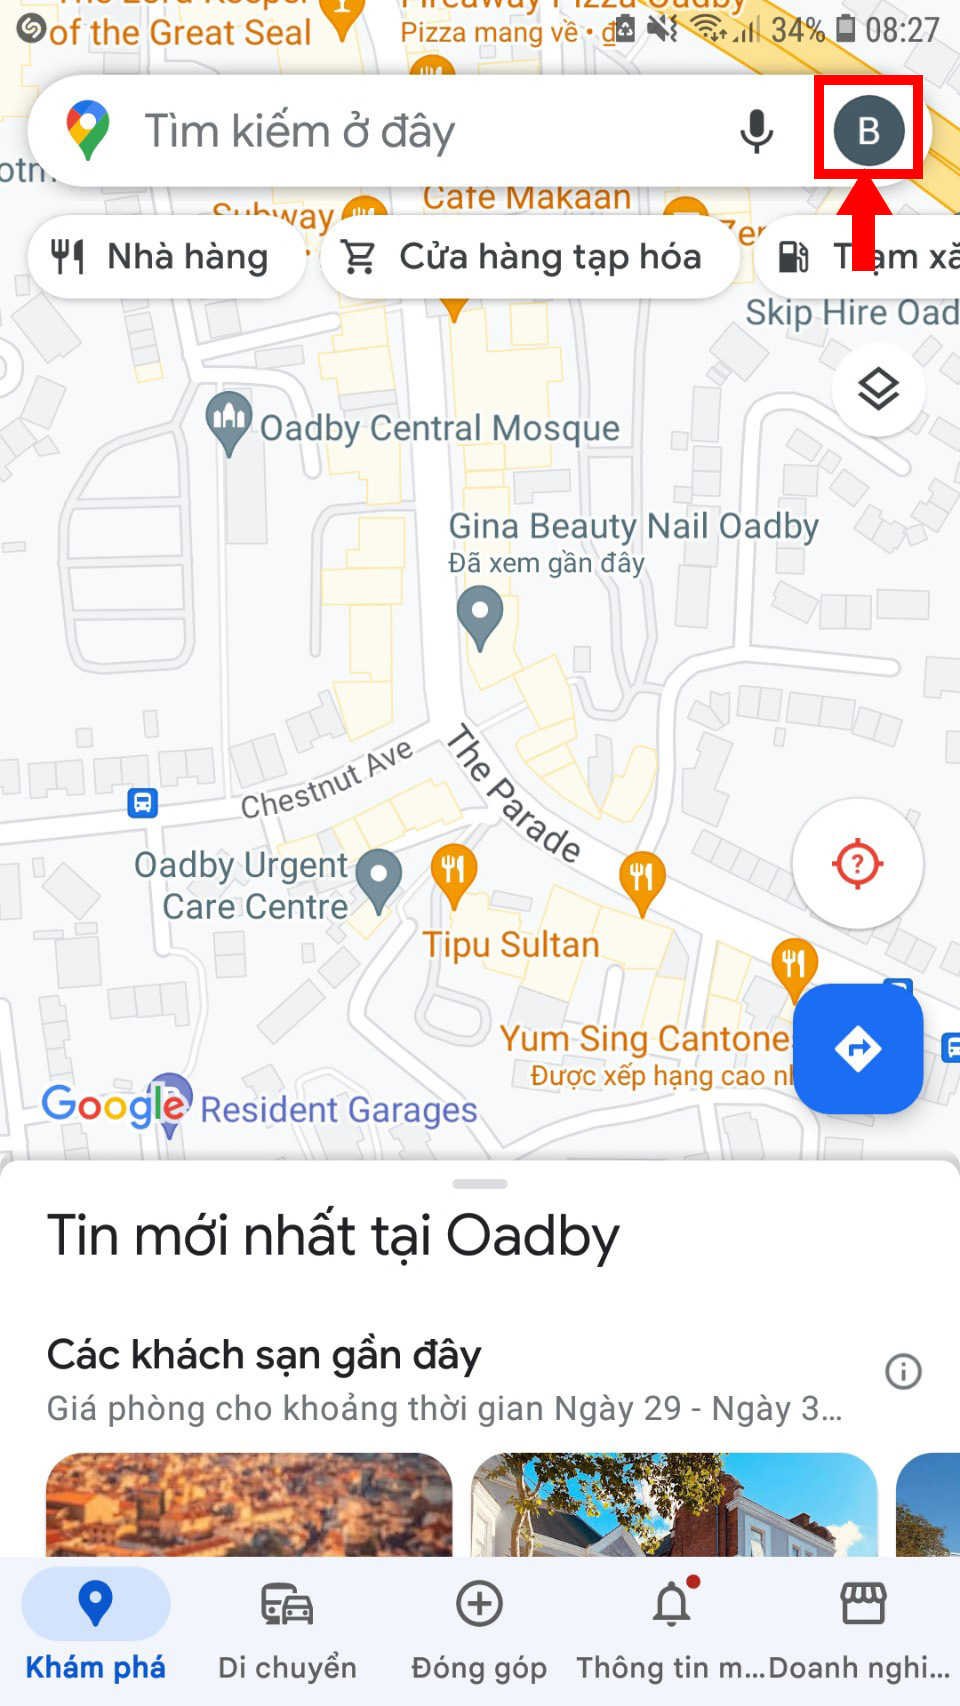 of the Great Seal
Pizza mang về
34%
08:27
Tìm kiếm ở đây
B
Subway
Café Makaan
Nhà hàng
Cửa hàng tạp hóa
Skip Hire Oad
Oadby Central Mosque
Gina Beauty Nail Oadby
Đã xem gần đây
Chestnut Ave
The Parade
Oadby Urgent
Care Centre
Tipu Sultan
Yum Sing Cantone
Được xếp hạng cao
Google
Resident Garages
Tin mới nhất tại Oadby
Các khách sạn gần đây
Giá phòng cho khoảng thời gian Ngày 29 - Ngày 3...
Khám phá
Di chuyển
Đóng góp
Thông tin m...
Doanh nghi...